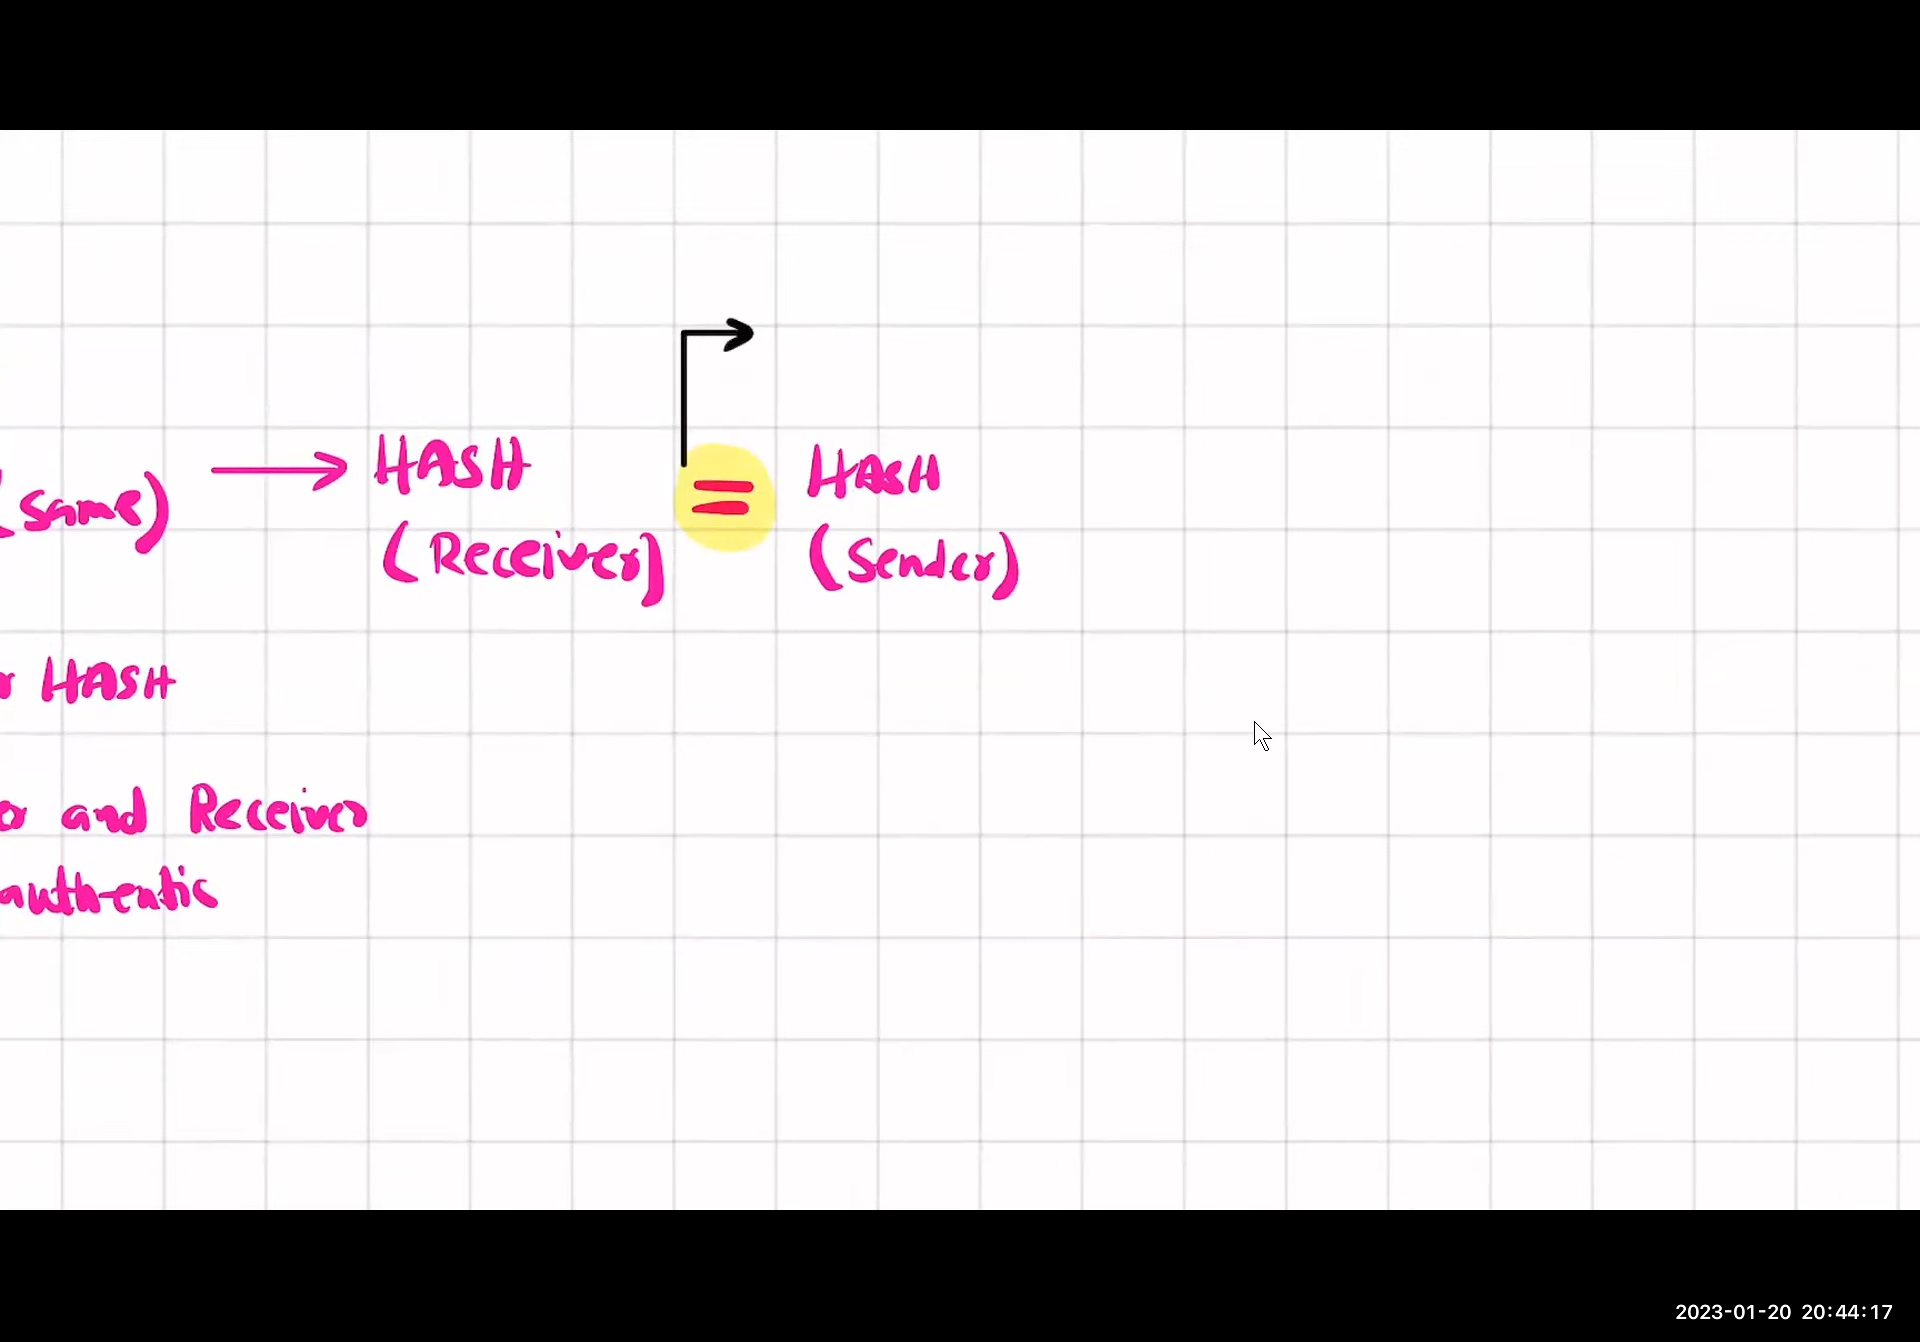 (same) → HASH = HASH
(Receiver) (Sender)
HASH
and Receiver
authentic
2023-01-20 20:44:17